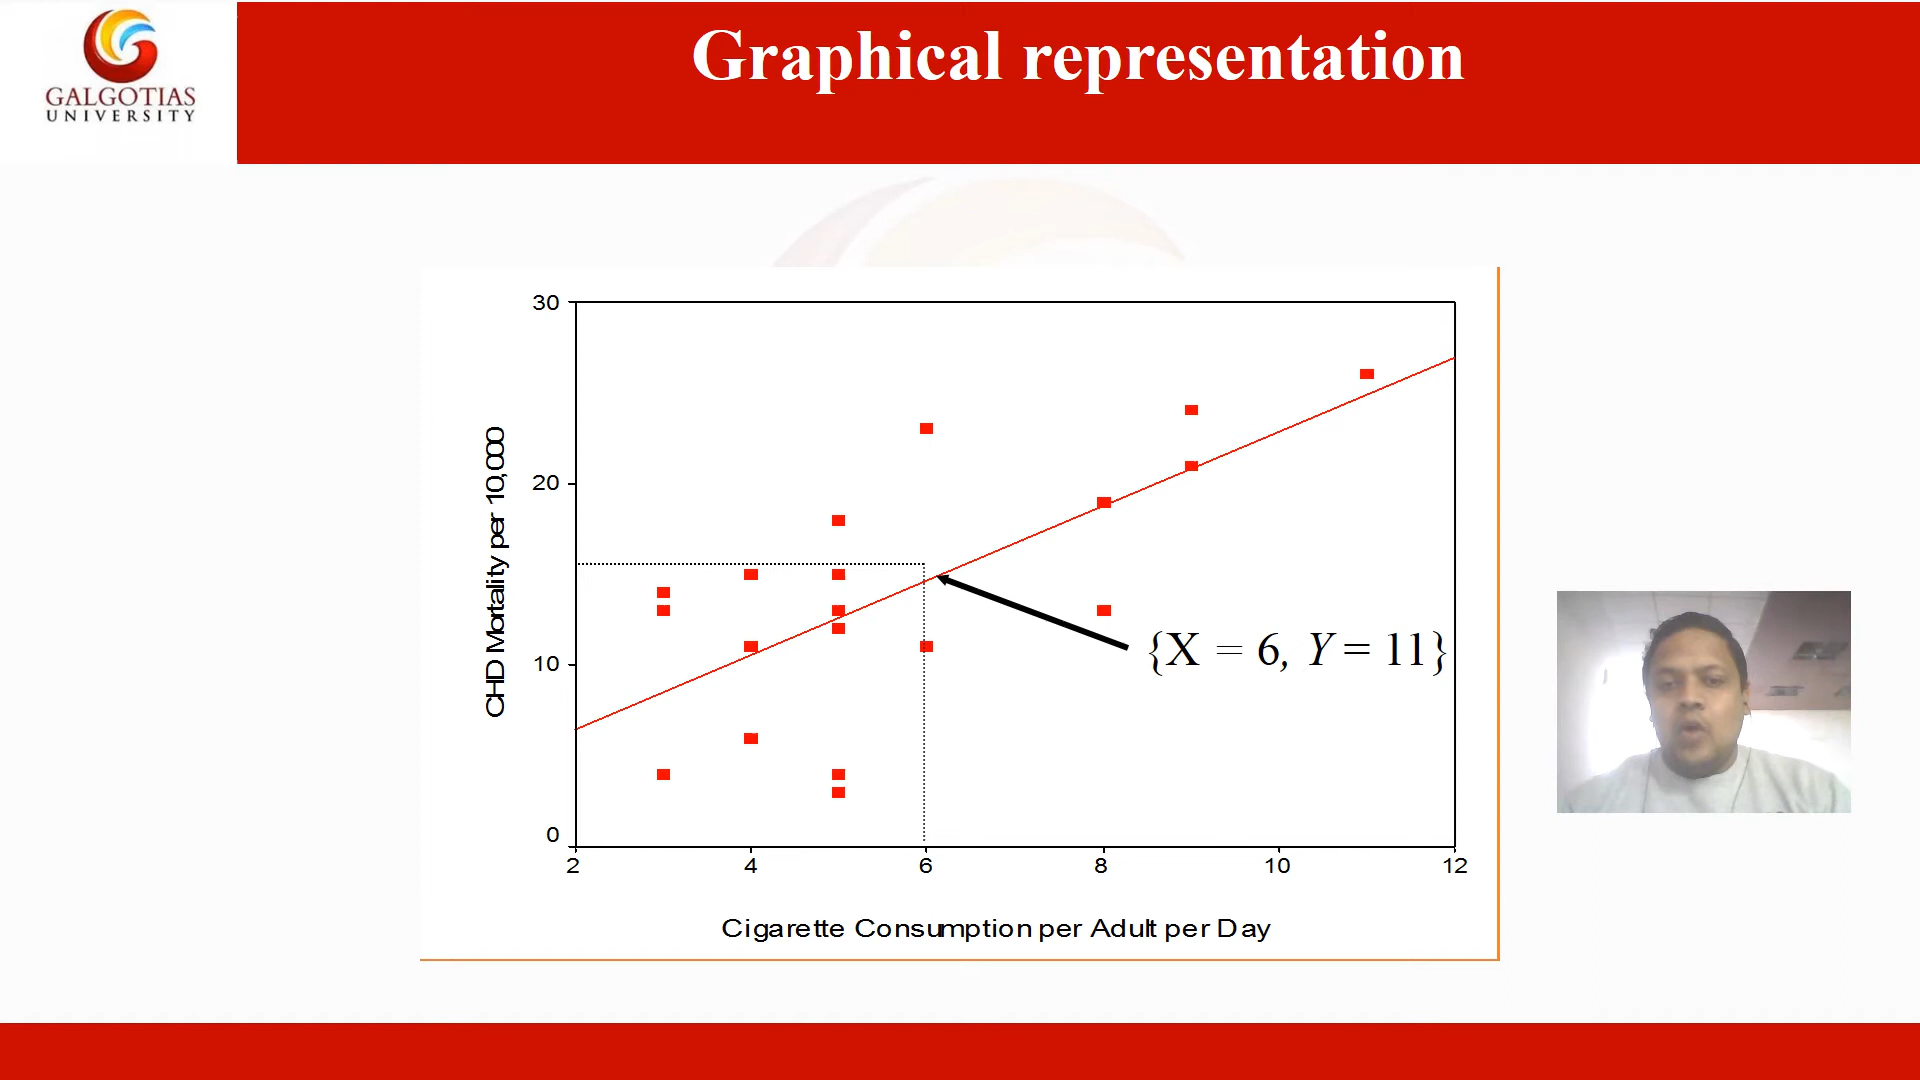 GALGOTIAS
UNIVERSITY
Graphical representation
30
20
10
0
CHD Mortality per 10,000
{X = 6, Y = 11}
2 4 6 8 10 12
Cigarette Consumption per Adult per Day